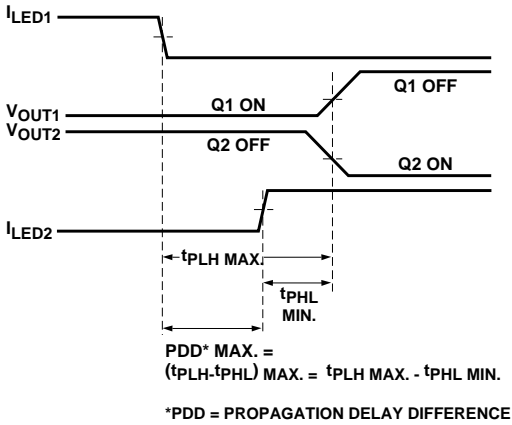 ILED1
Q1 OFF
VOUT1
Q1 ON
VOUT2
Q2 OFF
Q2 ON
ILED2
tPLH MAX.
tPHL
MIN.
PDD* MAX. =
(tPLH-tPHL) MAX. = tPLH MAX. - tPHL MIN.
*PDD = PROPAGATION DELAY DIFFERENCE